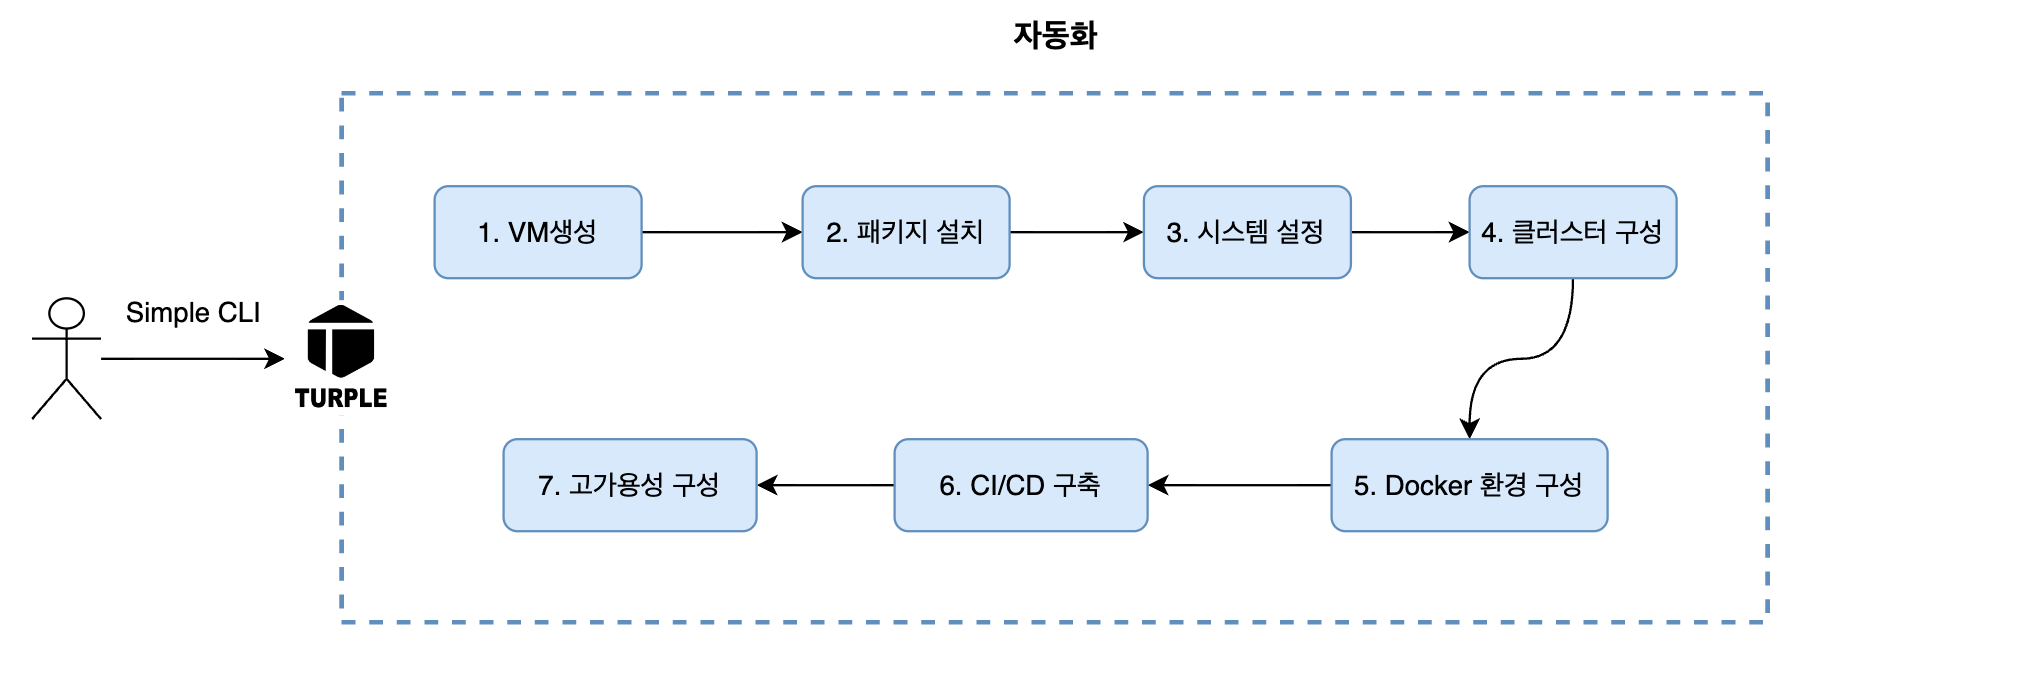 자동화
Simple CLI
TURPLE
1. VM생성
2. 패키지 설치
3. 시스템 설정
4. 클러스터 구성
5. Docker 환경 구성
6. CI/CD 구축
7. 고가용성 구성